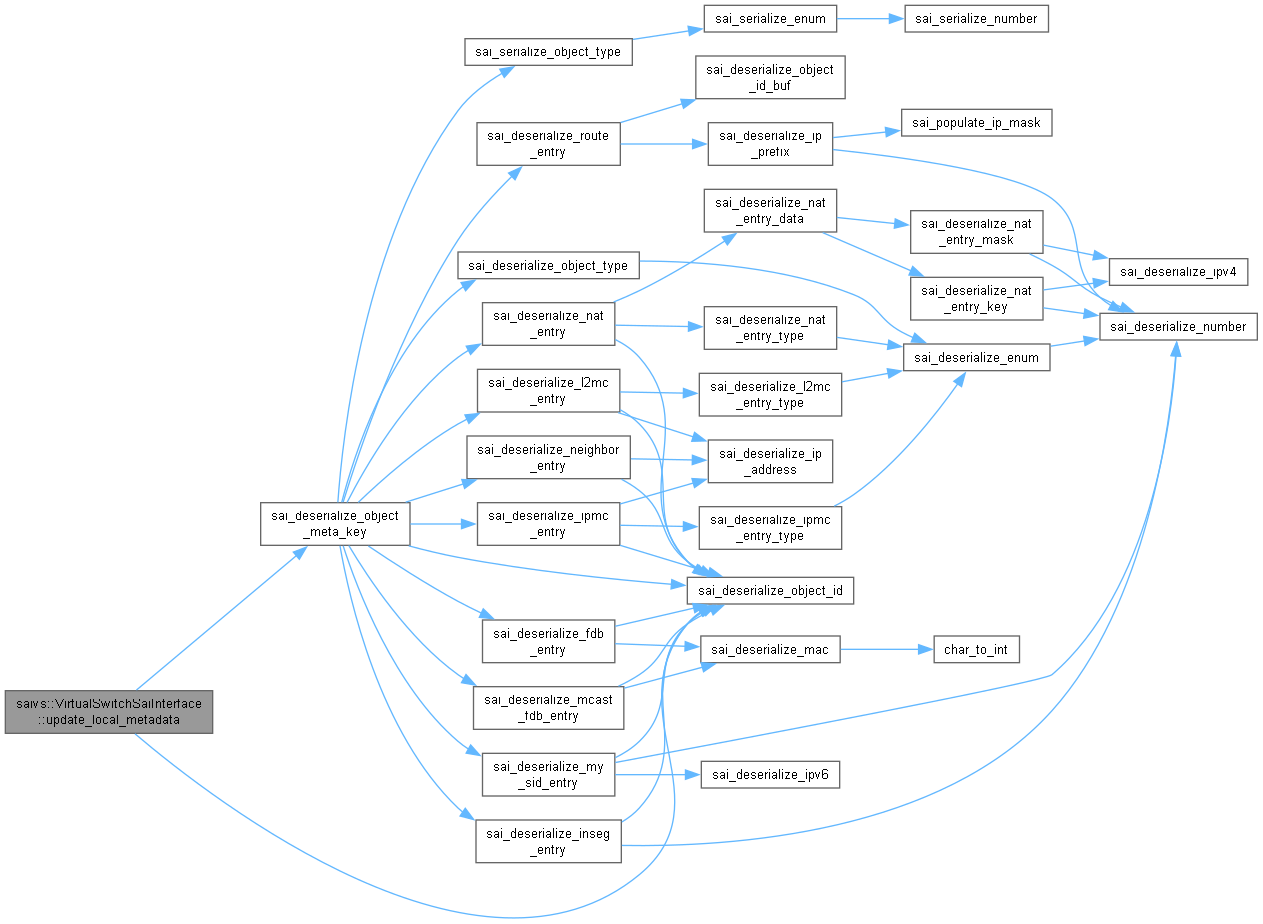 sai_serialize_enum
sai_serialize_number
sai_serialize_object_type
sai_deserialize_object
_id_buf
sai_deserialize_route
_entry
sai_deserialize_ip
_prefix
sai_populate_ip_mask
sai_deserialize_nat
_entry_data
sai_deserialize_nat
_entry_mask
sai_deserialize_object_type
sai_deserialize_ipv4
sai_deserialize_nat
_entry_key
sai_deserialize_nat
_entry
sai_deserialize_nat
_entry_type
sai_deserialize_number
sai_deserialize_enum
sai_deserialize_l2mc
_entry
sai_deserialize_l2mc
_entry_type
sai_deserialize_neighbor
_entry
sai_deserialize_ip
_address
sai_deserialize_object
_meta_key
sai_deserialize_ipmc
_entry
sai_deserialize_ipmc
_entry_type
sai_deserialize_object_id
sai_deserialize_fdb
_entry
sai_deserialize_mac
char_to_int
sai_deserialize_mcast
_fdb_entry
saivs::VirtualSwitchSaiInterface
::update_local_metadata
sai_deserialize_my
_sid_entry
sai_deserialize_ipv6
sai_deserialize_inseg
_entry